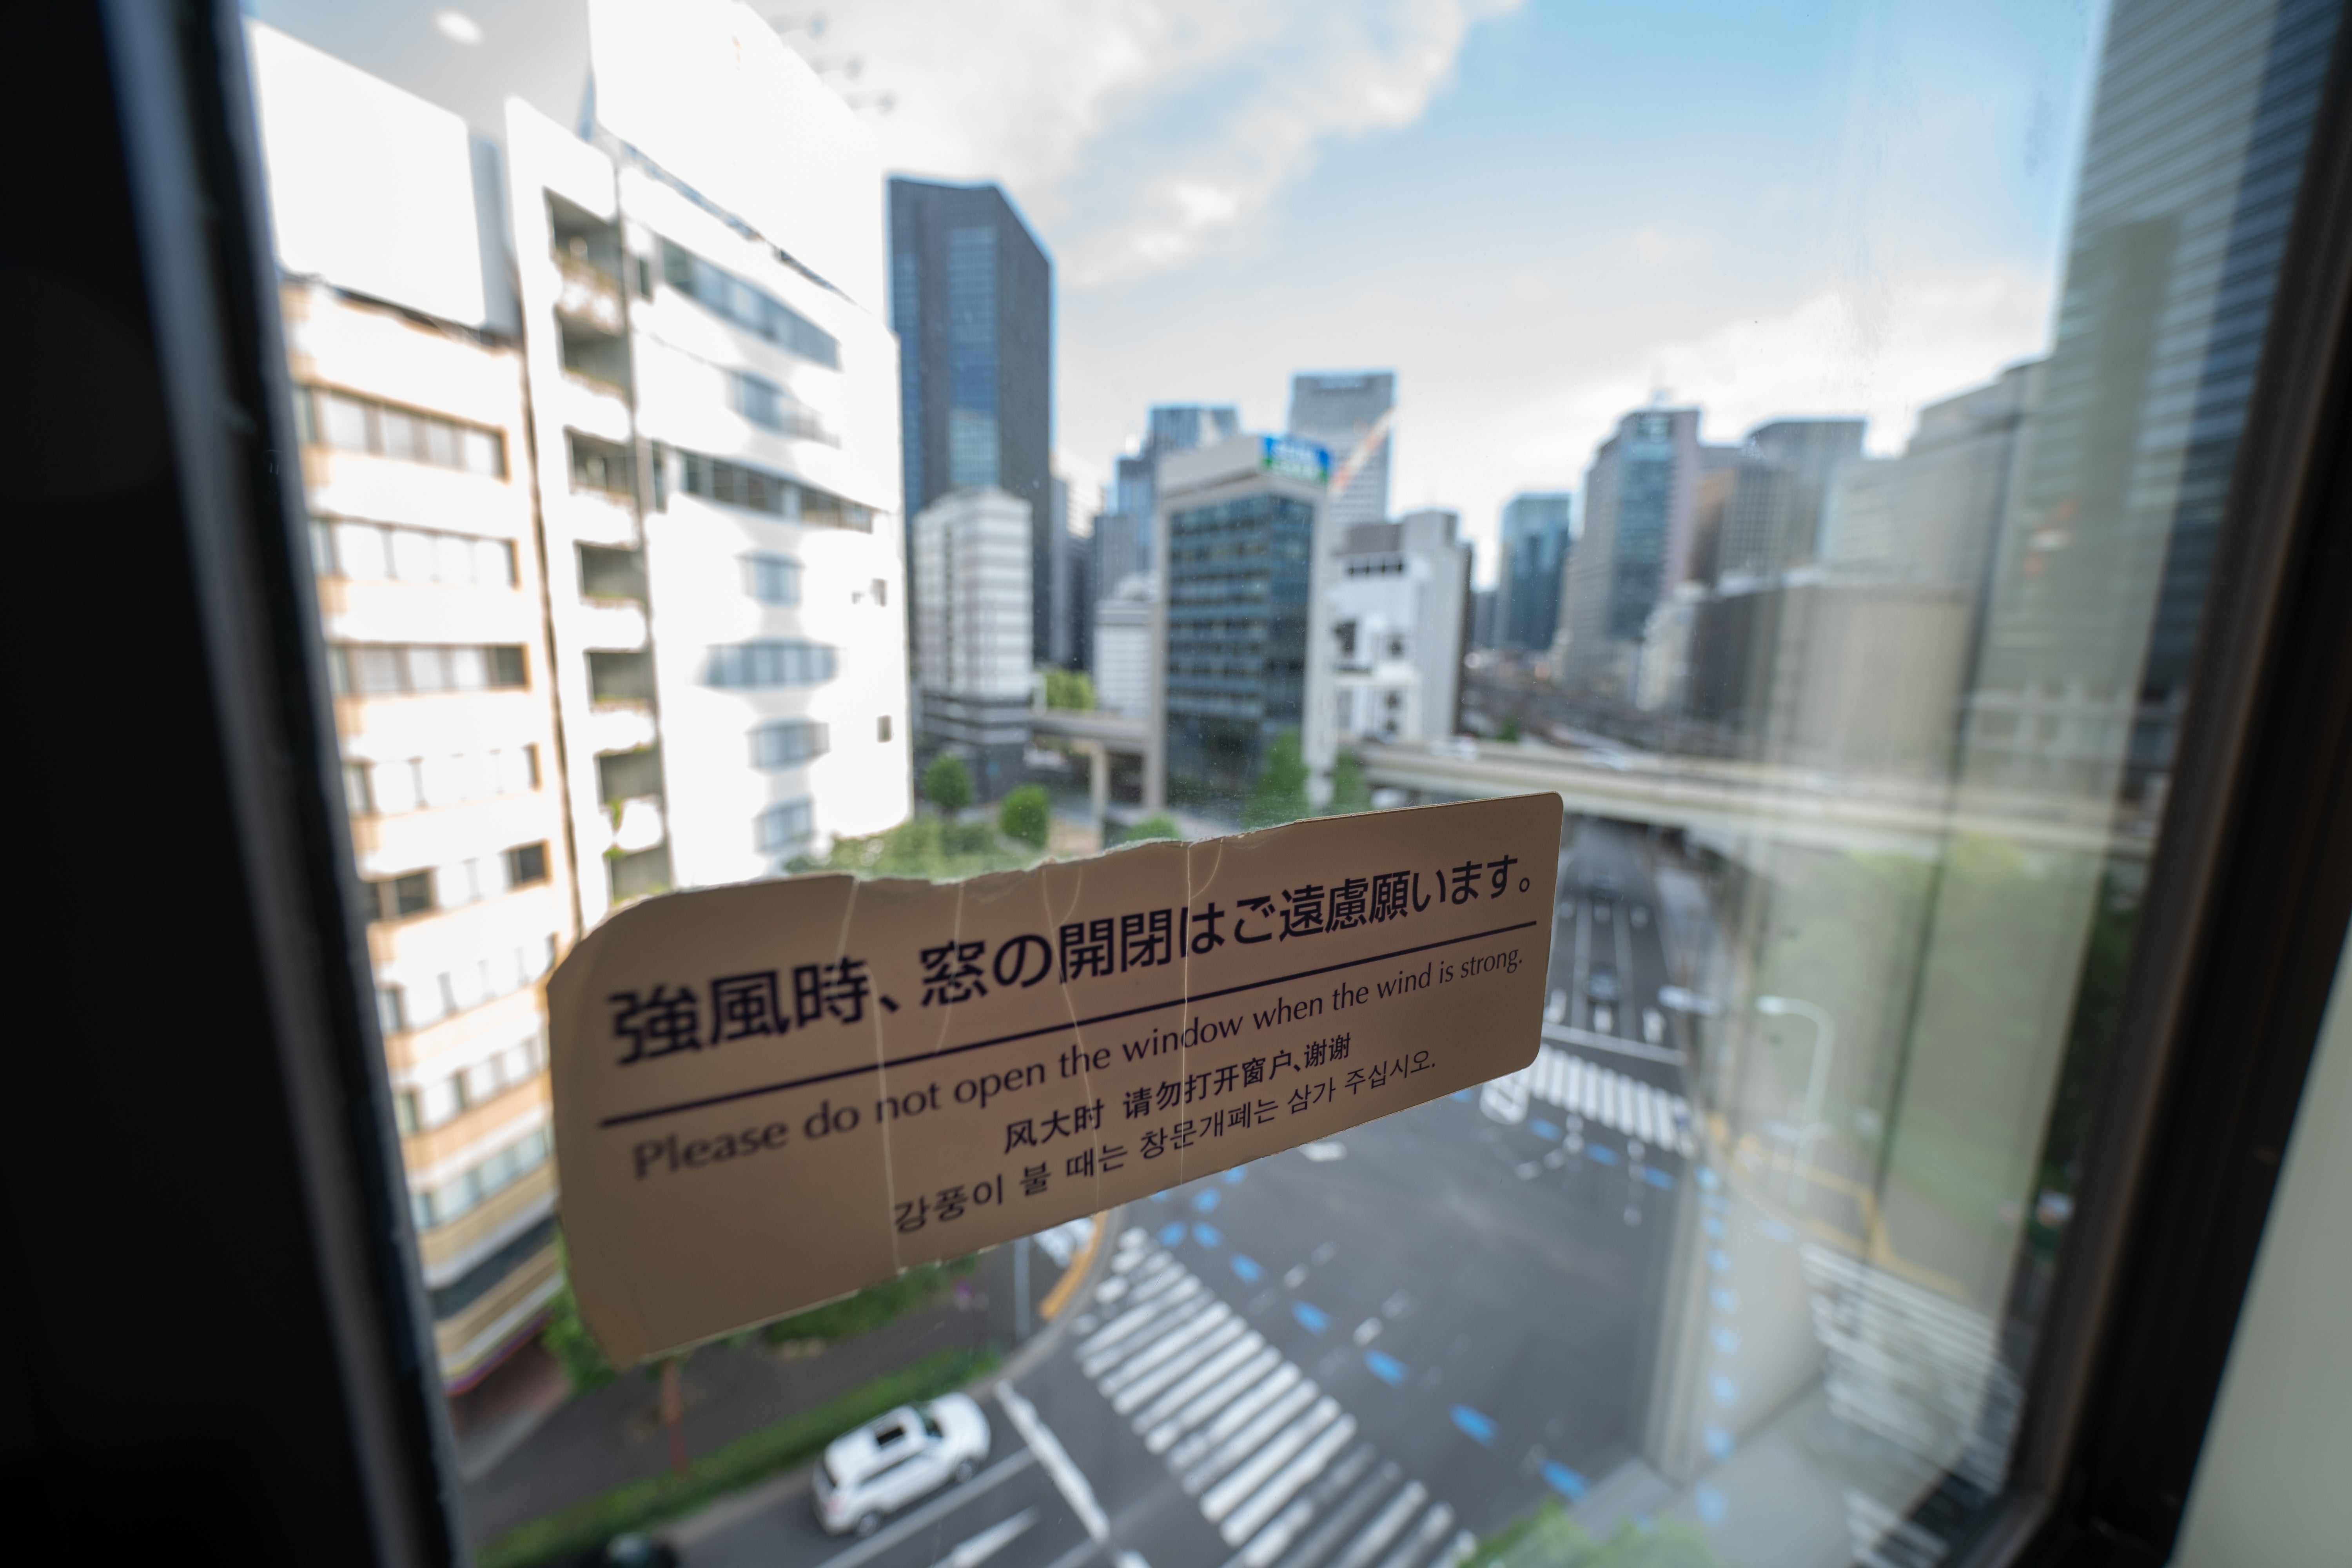 強風時、窓の開閉はご遠慮願います。
Please do not open the window when the wind is strong.
风大时 请勿打开窗户、谢谢
강풍이 불 때는 창문개폐는 삼가 주십시오.